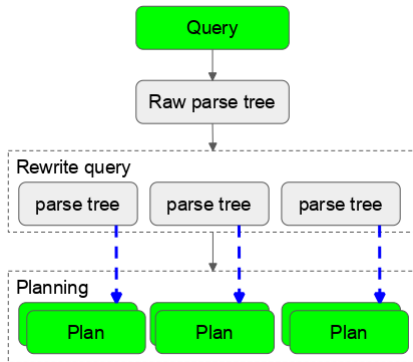 Query
Raw parse tree
Rewrite query
parse tree parse tree parse tree
Planning
Plan Plan Plan